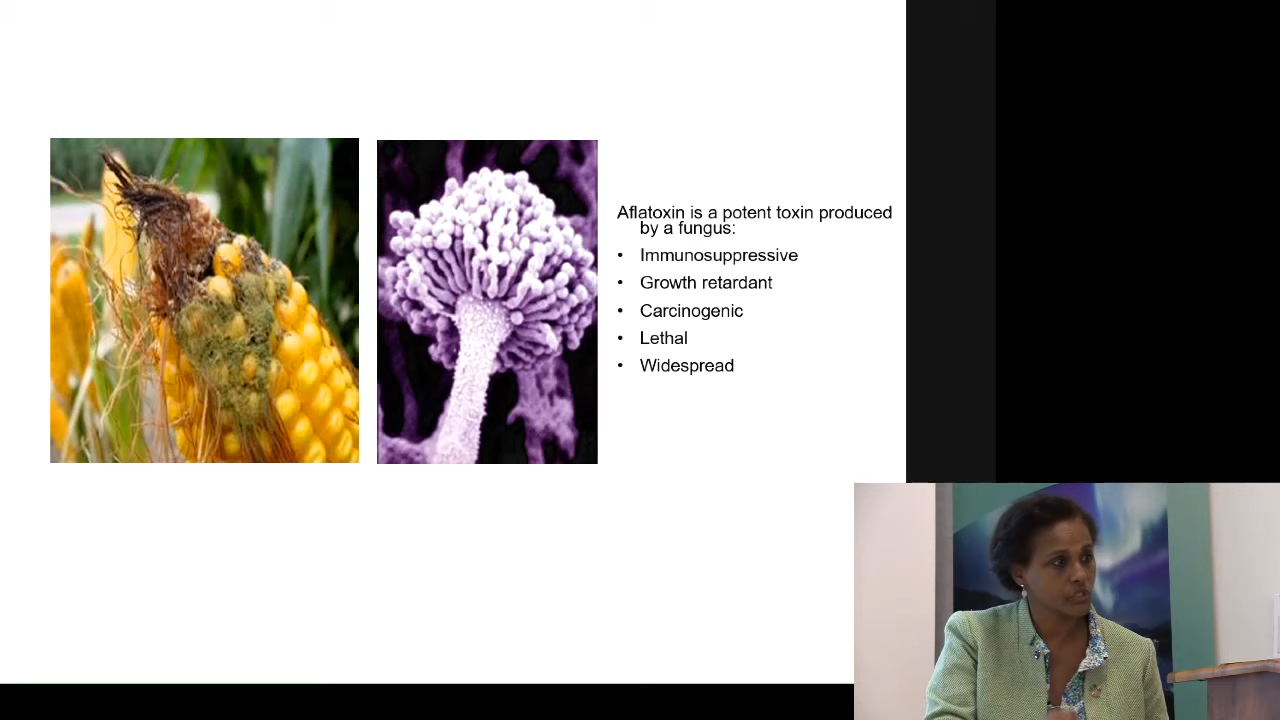 Aflatoxin is a potent toxin produced
by a fungus:
• Immunosuppressive
• Growth retardant
• Carcinogenic
• Lethal
• Widespread